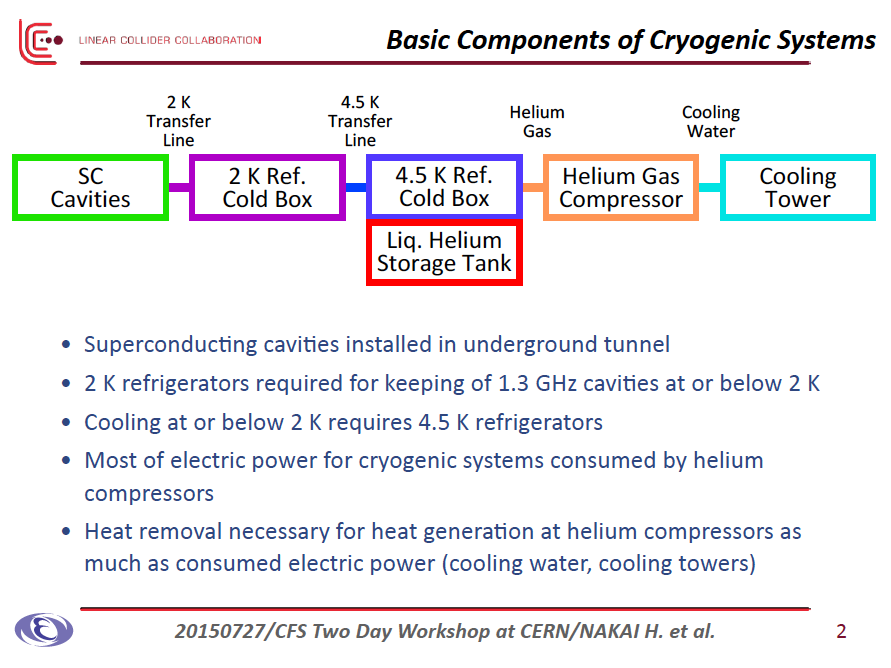 LINEAR COLLIDER COLLABORATION
Basic Components of Cryogenic Systems
2 K
Transfer
Line
4.5 K
Transfer
Line
Helium
Gas
Cooling
Water
SC
Cavities
2 K Ref.
Cold Box
4.5 K Ref.
Cold Box
Helium Gas
Compressor
Cooling
Tower
Liq. Helium
Storage Tank
• Superconducting cavities installed in underground tunnel
• 2 K refrigerators required for keeping of 1.3 GHz cavities at or below 2 K
• Cooling at or below 2 K requires 4.5 K refrigerators
• Most of electric power for cryogenic systems consumed by helium
compressors
• Heat removal necessary for heat generation at helium compressors as
much as consumed electric power (cooling water, cooling towers)
20150727/CFS Two Day Workshop at CERN/NAKAI H. et al.
2